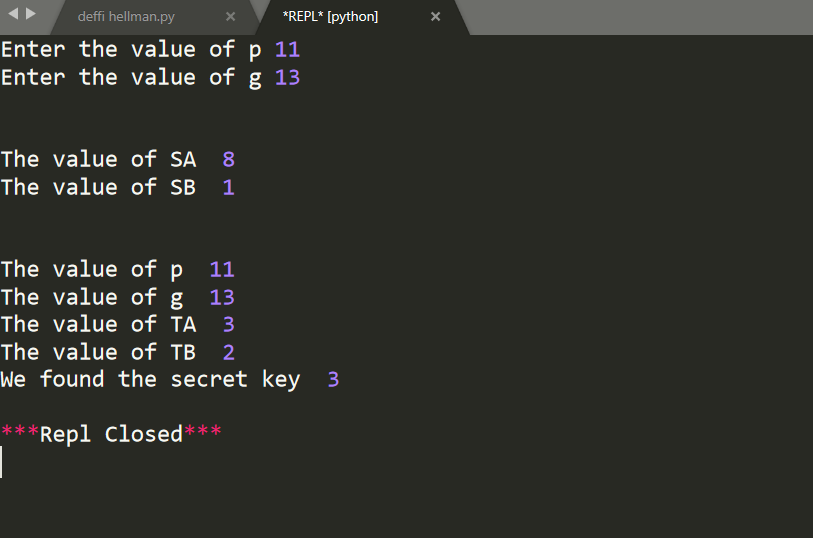 deffi hellman.py
*REPL* [python]
Enter the value of p 11
Enter the value of g 13
The value of SA  8
The value of SB  1
The value of p  11
The value of g  13
The value of TA  3
The value of TB  2
We found the secret key  3
***Repl Closed***